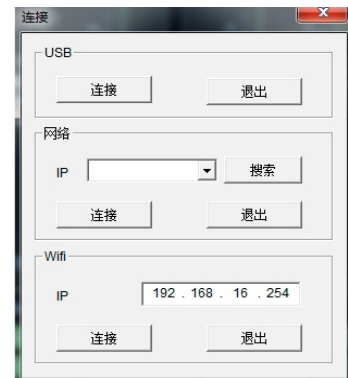 连接
USB
连接 退出
网络
IP 搜索
连接 退出
Wifi
IP 192 . 168 . 16 . 254
连接 退出